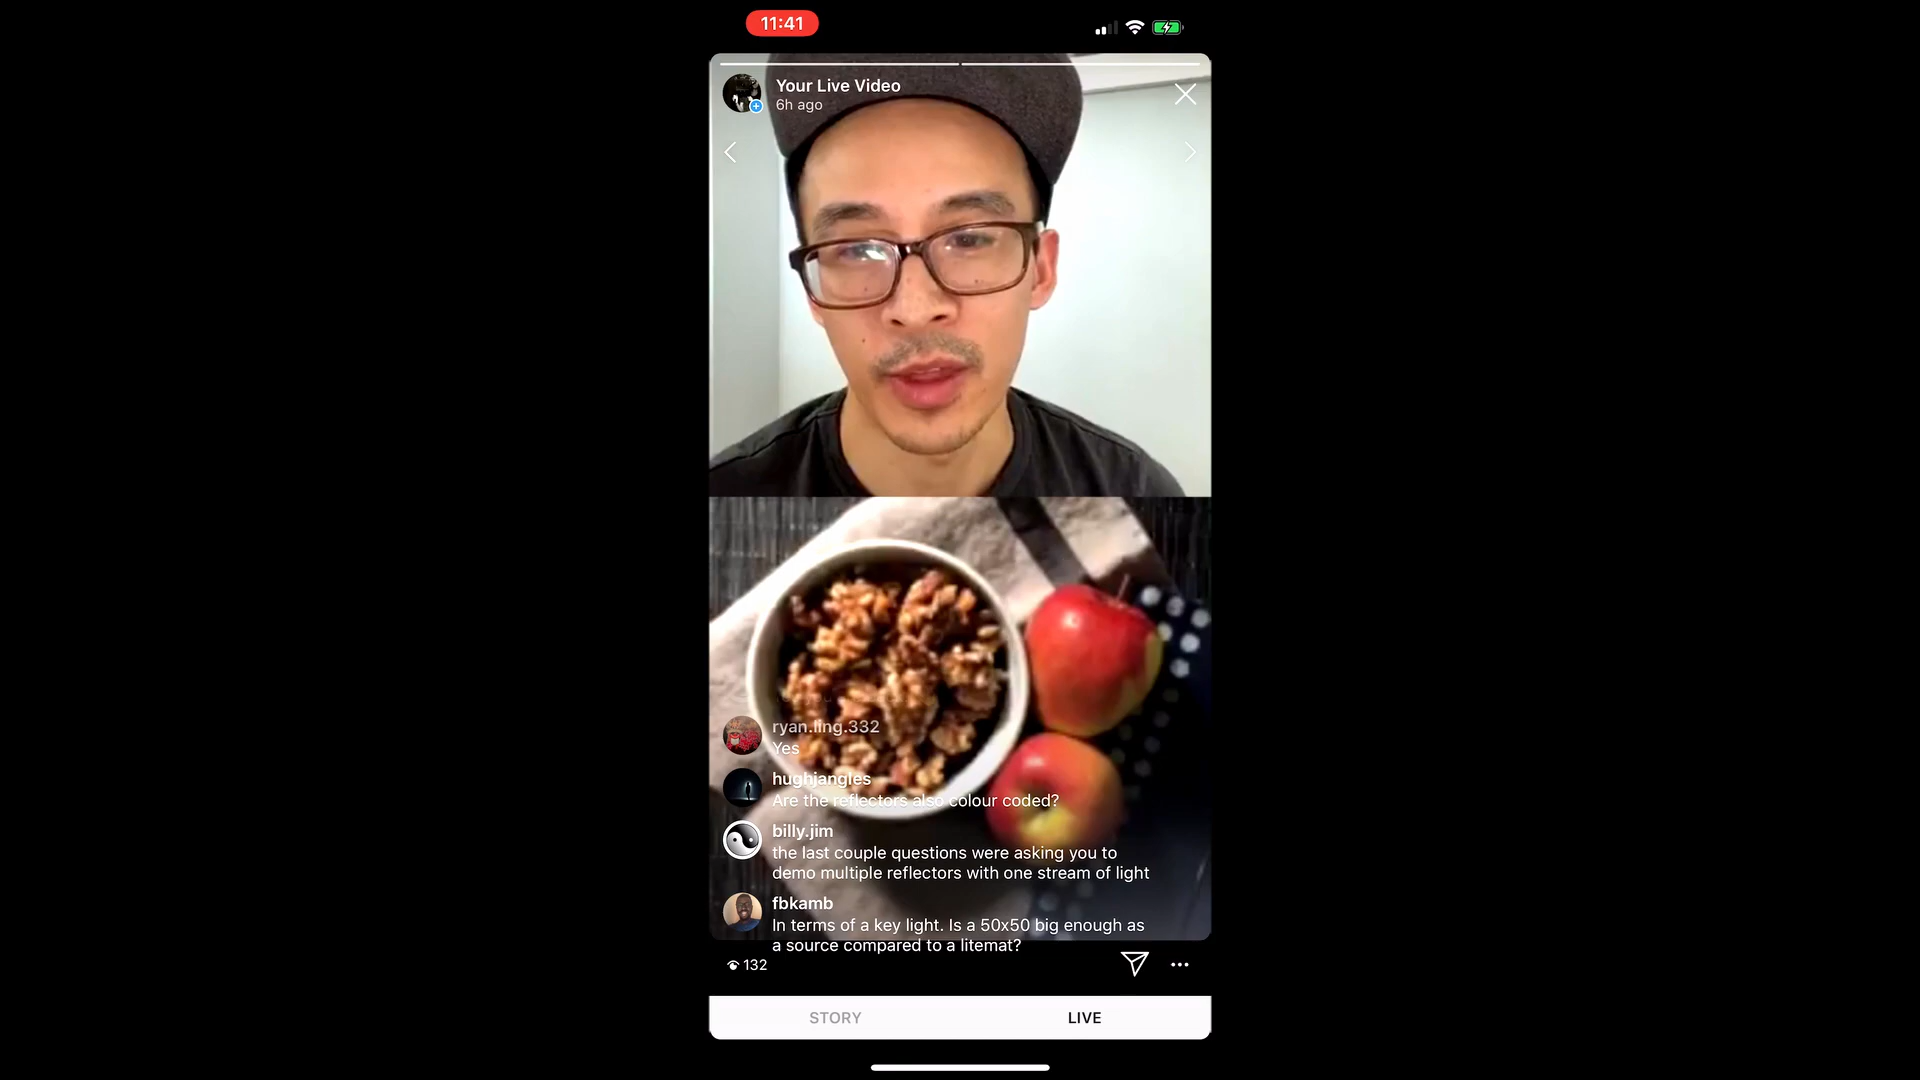 11:41
Your Live Video
6h ago
ryan.ling.332
Yes
hughjangles
Are the reflectors also colour coded?
billy.jim
the last couple questions were asking you to
demo multiple reflectors with one stream of light
fbkamb
In terms of a key light. Is a 50x50 big enough as
a source compared to a litemat?
132
STORY
LIVE